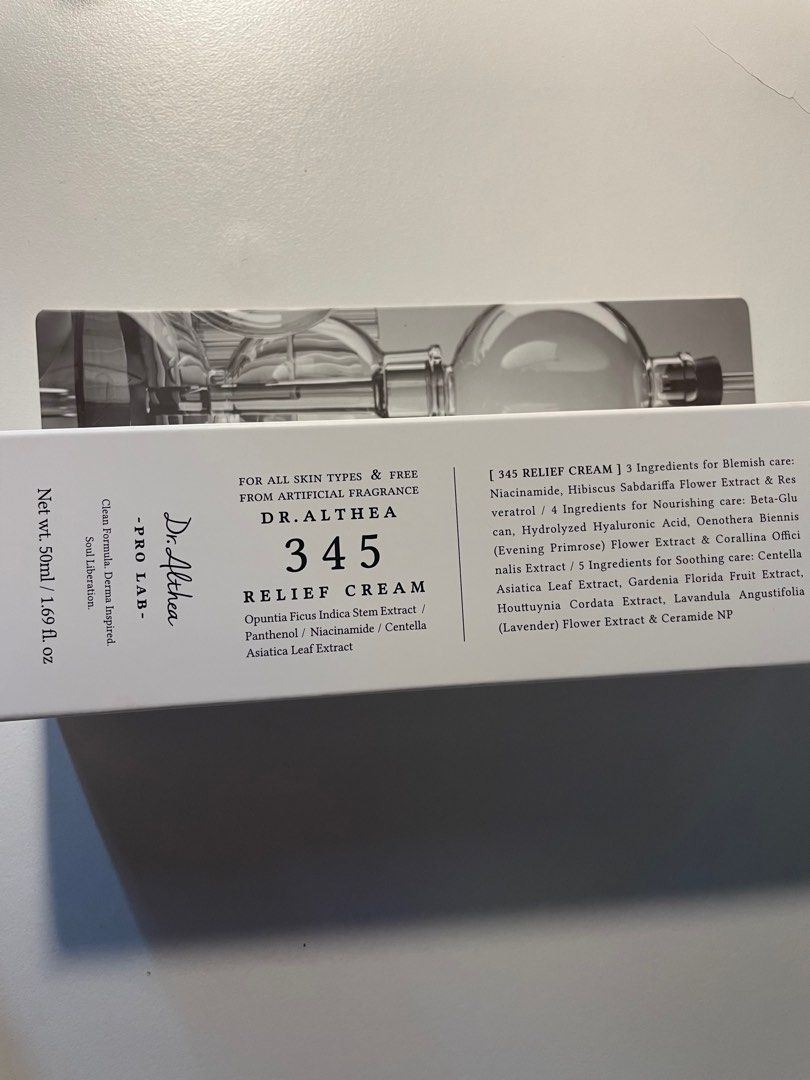 Net wt. 50ml / 1.69 fl. oz
Dr.Althea
-PRO LAB-
Clean Formula. Derma Inspired.
Soul Liberation.
FOR ALL SKIN TYPES & FREE
FROM ARTIFICIAL FRAGRANCE
DR.ALTHEA
345
RELIEF CREAM
Opuntia Ficus Indica Stem Extract /
Panthenol / Niacinamide / Centella
Asiatica Leaf Extract
[ 345 RELIEF CREAM ] 3 Ingredients for Blemish care:
Niacinamide, Hibiscus Sabdariffa Flower Extract & Res
veratrol / 4 Ingredients for Nourishing care: Beta-Glu
can, Hydrolyzed Hyaluronic Acid, Oenothera Biennis
(Evening Primrose) Flower Extract & Corallina Offici
nalis Extract / 5 Ingredients for Soothing care: Centella
Asiatica Leaf Extract, Gardenia Florida Fruit Extract,
Houttuynia Cordata Extract, Lavandula Angustifolia
(Lavender) Flower Extract & Ceramide NP